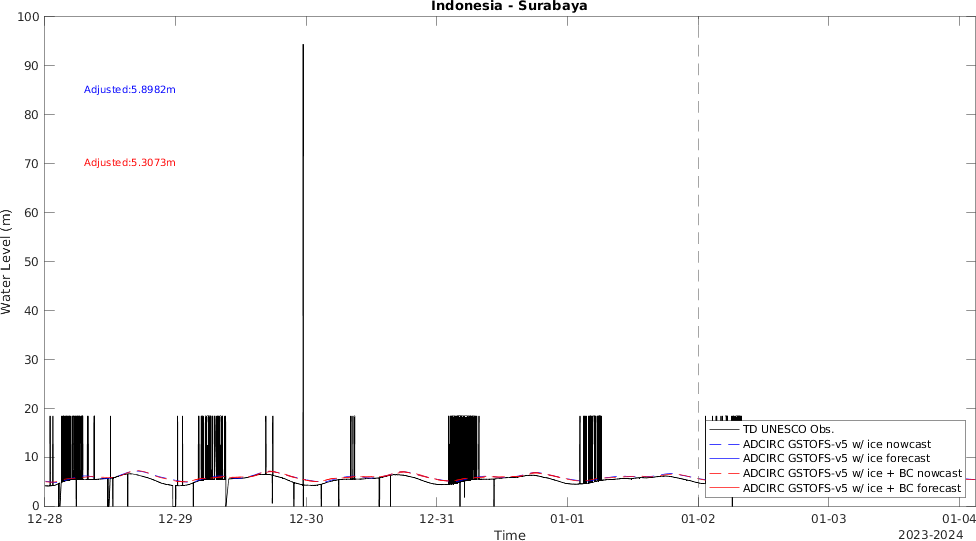 Indonesia - Surabaya
100
90
80
70
60
50
40
30
20
10
0
Water Level (m)
Adjusted:5.8982m
Adjusted:5.3073m
TD UNESCO Obs.
ADCIRC GSTOFS-v5 w/ ice nowcast
ADCIRC GSTOFS-v5 w/ ice forecast
ADCIRC GSTOFS-v5 w/ ice + BC nowcast
ADCIRC GSTOFS-v5 w/ ice + BC forecast
12-28 12-29 12-30 12-31 01-01 01-02 01-03 01-04
Time
2023-2024